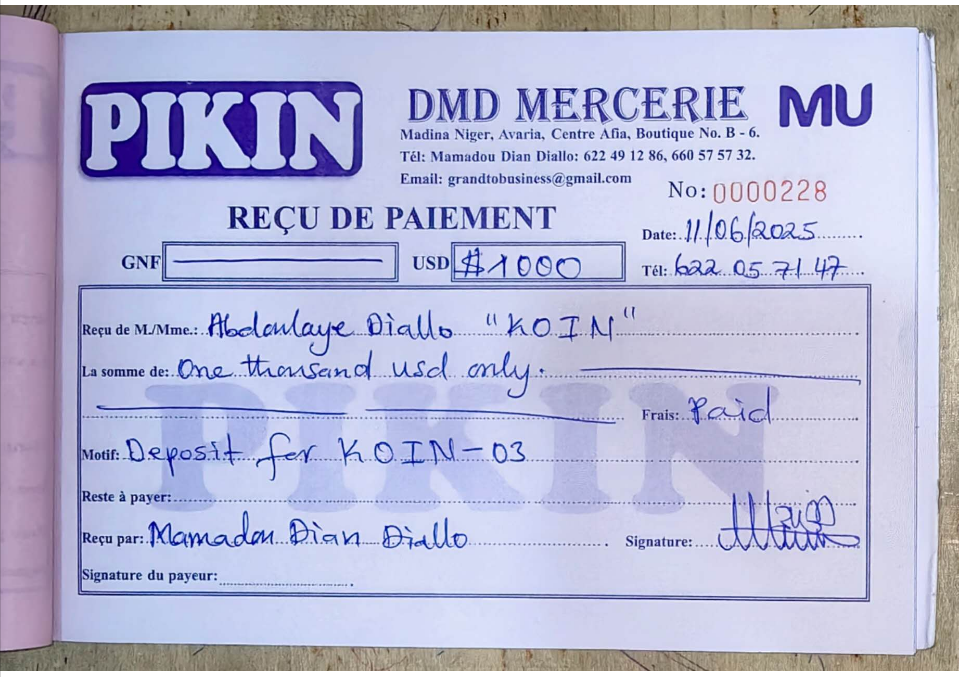 PIKIN
DMD MERCERIE
MU
Madina Niger, Avaria, Centre Afia, Boutique No. B - 6.
Tél: Mamadou Dian Diallo: 622 49 12 86, 660 57 57 32.
Email: grandtobusiness@gmail.com
No: 0000228
REÇU DE PAIEMENT
Date: 11/06/2025
GNF USD $1000
Tél: 622 05 71 47
Reçu de M./Mme.: Abdoulaye Diallo "KOIN"
La somme de: One thousand usd only.
Frais: Paid
PIKIN
Motif: Deposit for KOIN-03
Reste à payer:
Reçu par: Mamadou Dian Diallo Signature:
Signature du payeur: